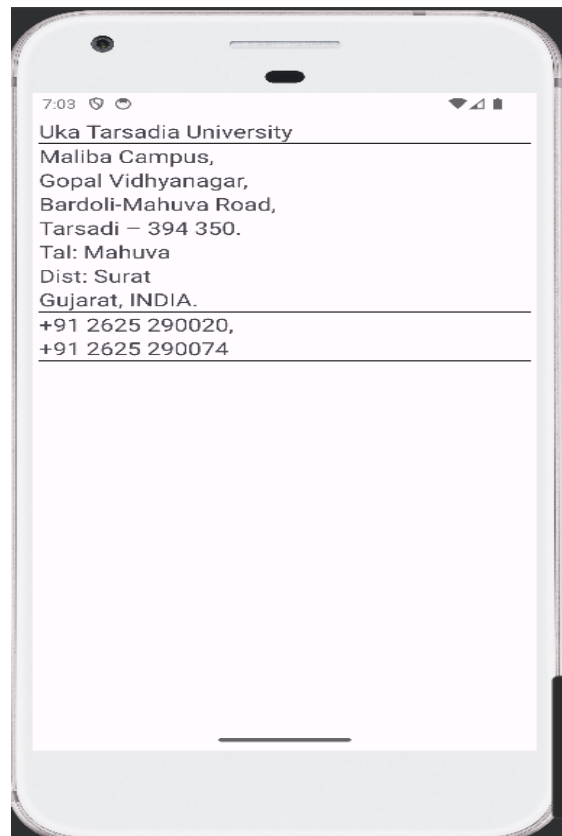 7:03
Uka Tarsadia University
Maliba Campus,
Gopal Vidhyanagar,
Bardoli-Mahuva Road,
Tarsadi – 394 350.
Tal: Mahuva
Dist: Surat
Gujarat, INDIA.
+91 2625 290020,
+91 2625 290074